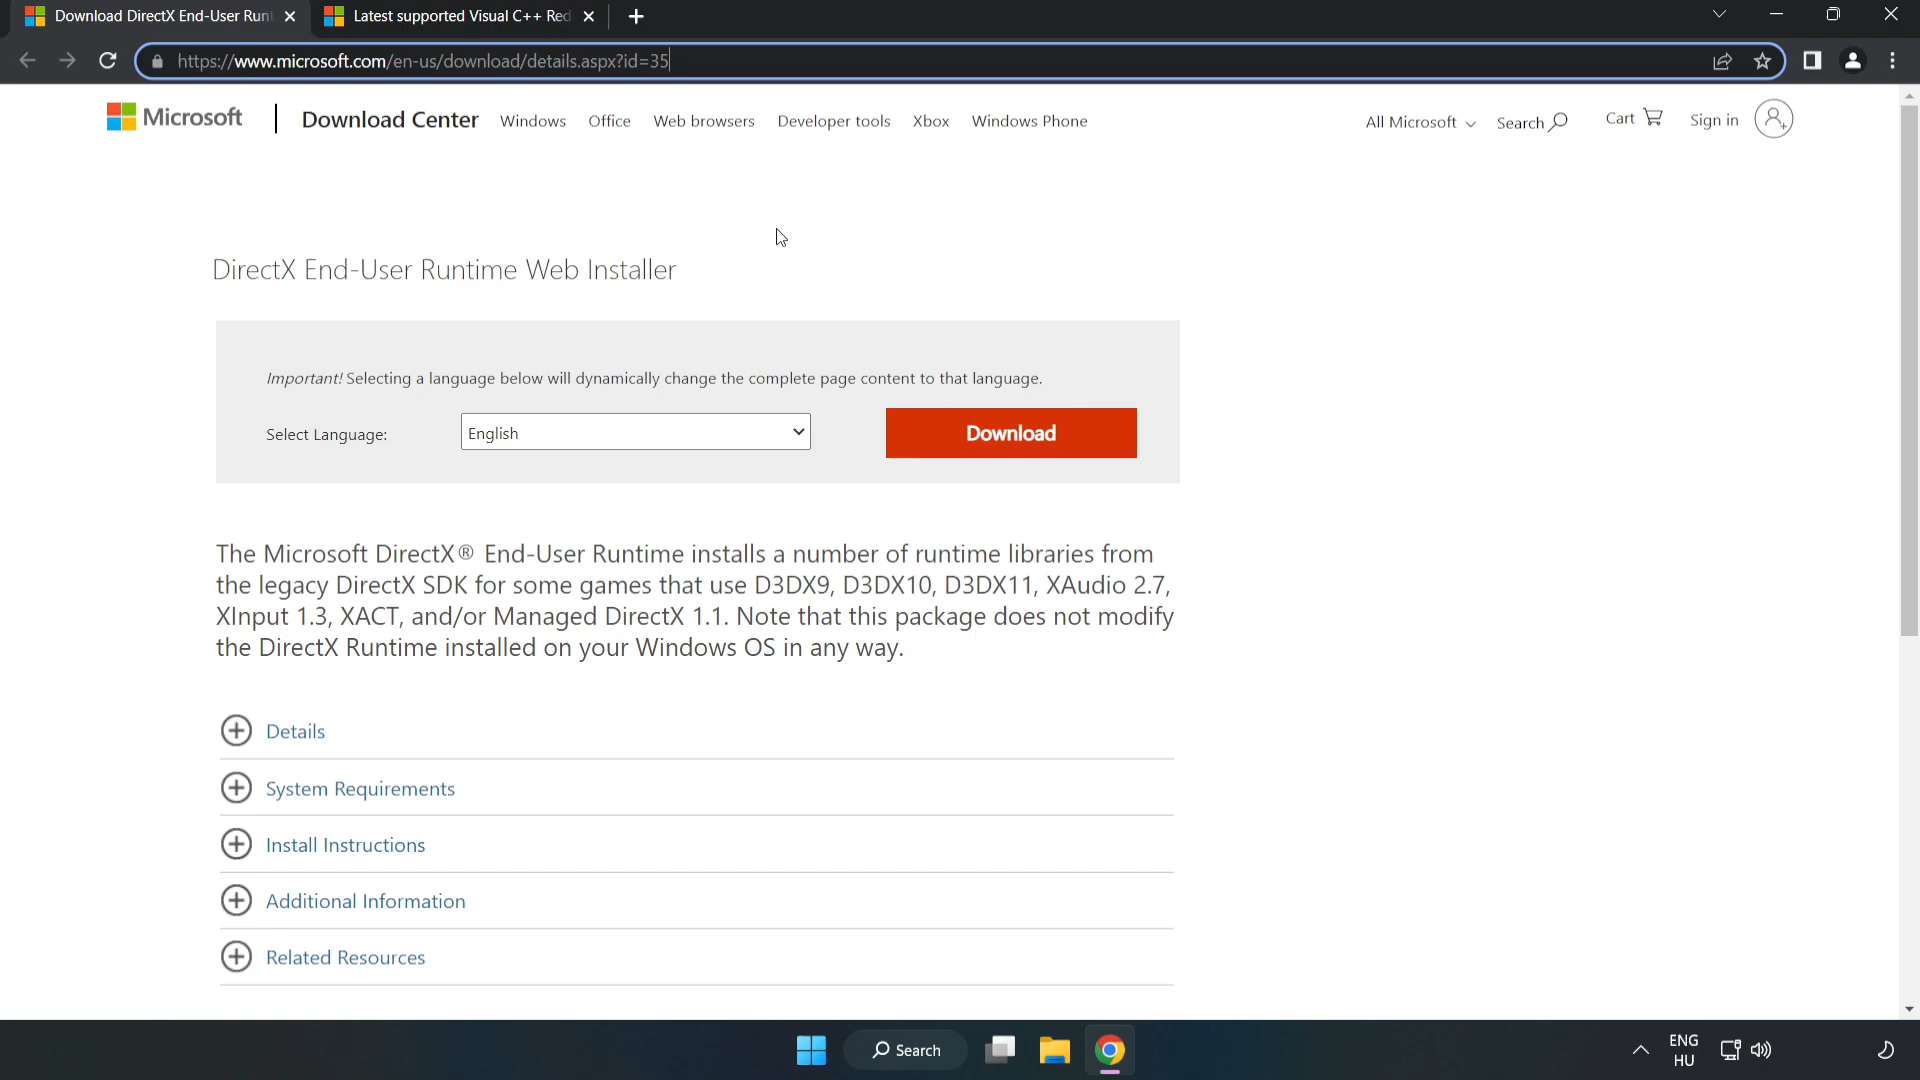 Download DirectX End-User Runt
Latest supported Visual C++ Red
https://www.microsoft.com/en-us/download/details.aspx?id=35
Microsoft
Download Center
Windows
Office
Web browsers
Developer tools
Xbox
Windows Phone
All Microsoft
Search
Cart
Sign in
DirectX End-User Runtime Web Installer
Important! Selecting a language below will dynamically change the complete page content to that language.
Select Language:
English
Download
The Microsoft DirectX® End-User Runtime installs a number of runtime libraries from
the legacy DirectX SDK for some games that use D3DX9, D3DX10, D3DX11, XAudio 2.7,
XInput 1.3, XACT, and/or Managed DirectX 1.1. Note that this package does not modify
the DirectX Runtime installed on your Windows OS in any way.
Details
System Requirements
Install Instructions
Additional Information
Related Resources
Search
ENG
HU